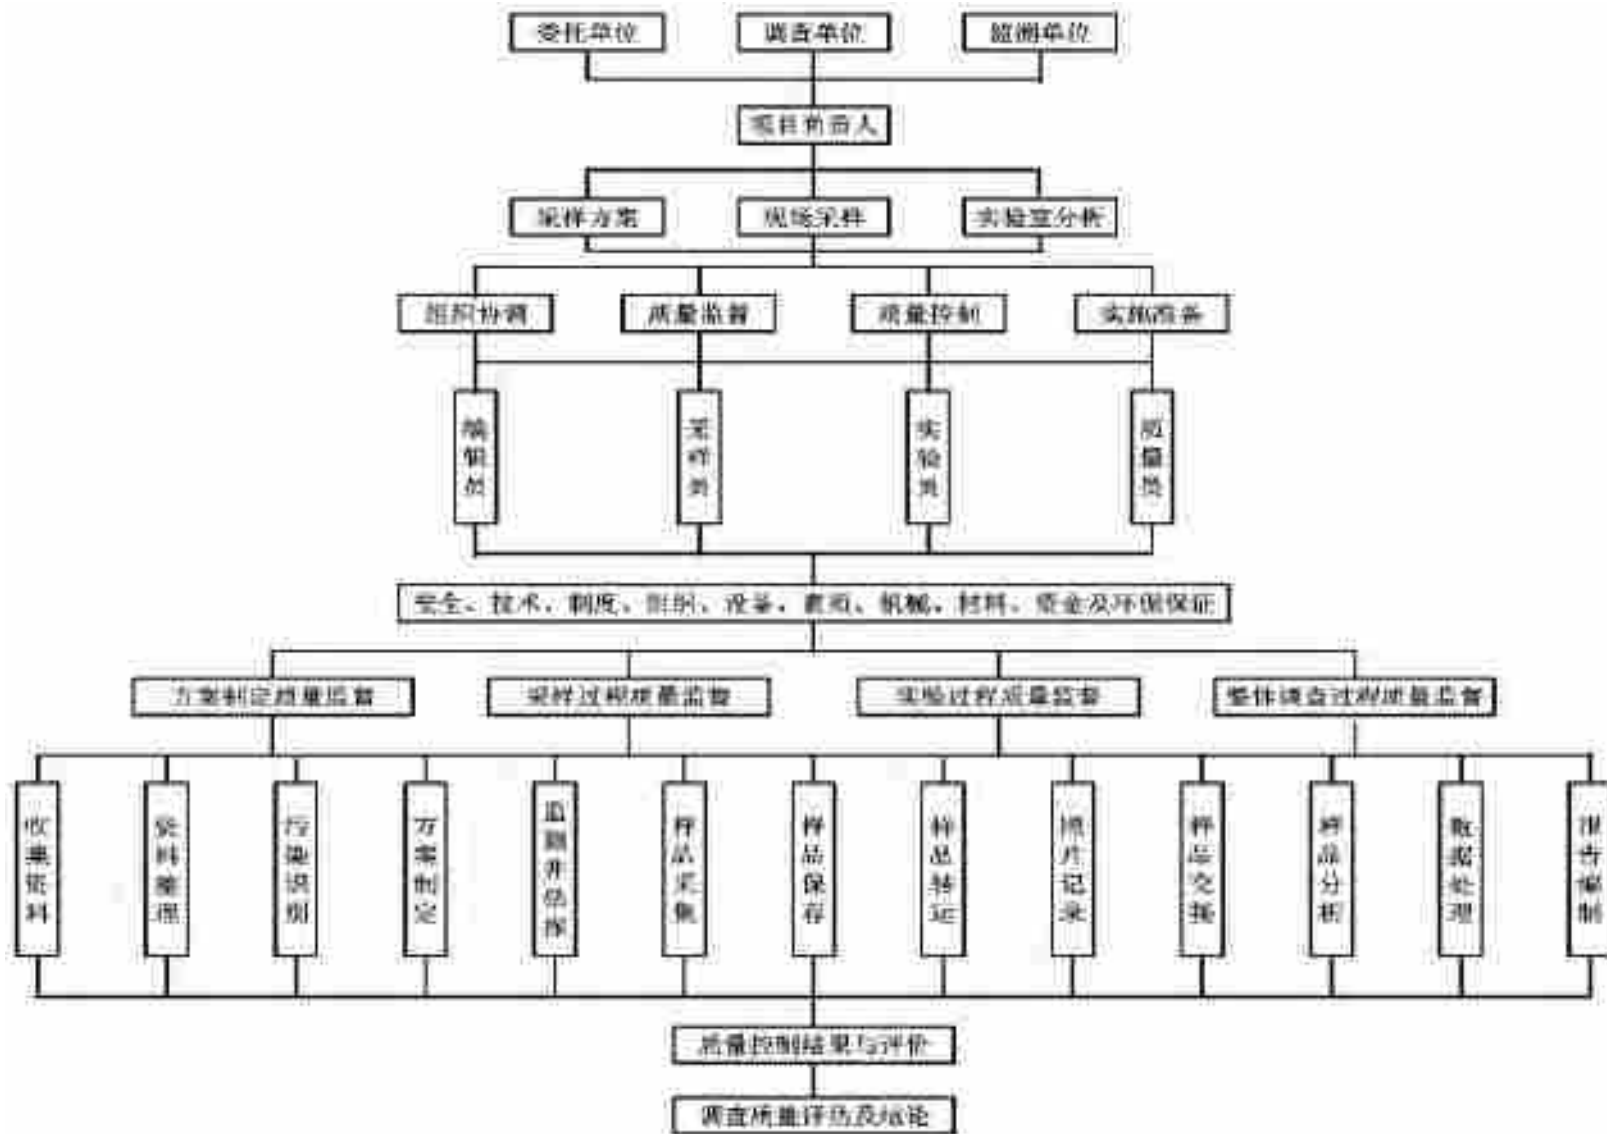 委托单位
调查单位
监测单位
项目负责人
采样方案
现场采样
实验室分析
组织协调
质量监督
质量控制
实施准备
编辑员
采样员
实验员
质量员
安全、技术、制度、组织、设备、素质、机械、材料、资金及环保保证
方案制定质量监督
采样过程质量监督
实验过程质量监督
整体调查过程质量监督
收集资料
资料整理
污染识别
方案制定
样品采集
样品保存
样品转运
照片记录
样品交接
样品分析
数据处理
报告编制
质量控制结果与评价
调查质量评估及结论